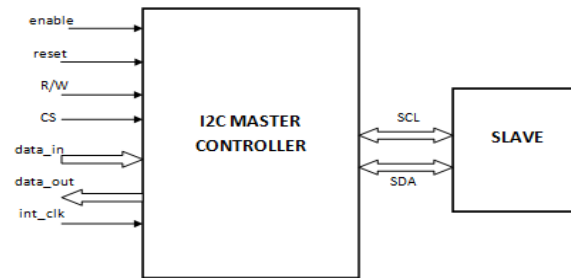 enable
reset
R/W
CS
data_in
data_out
int_clk
I2C MASTER
CONTROLLER
SCL
SDA
SLAVE